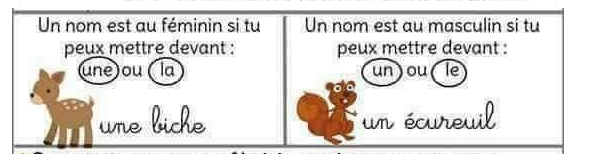 Un nom est au féminin si tu
peux mettre devant :
une ou la
une biche
Un nom est au masculin si tu
peux mettre devant :
un ou le
un écureuil